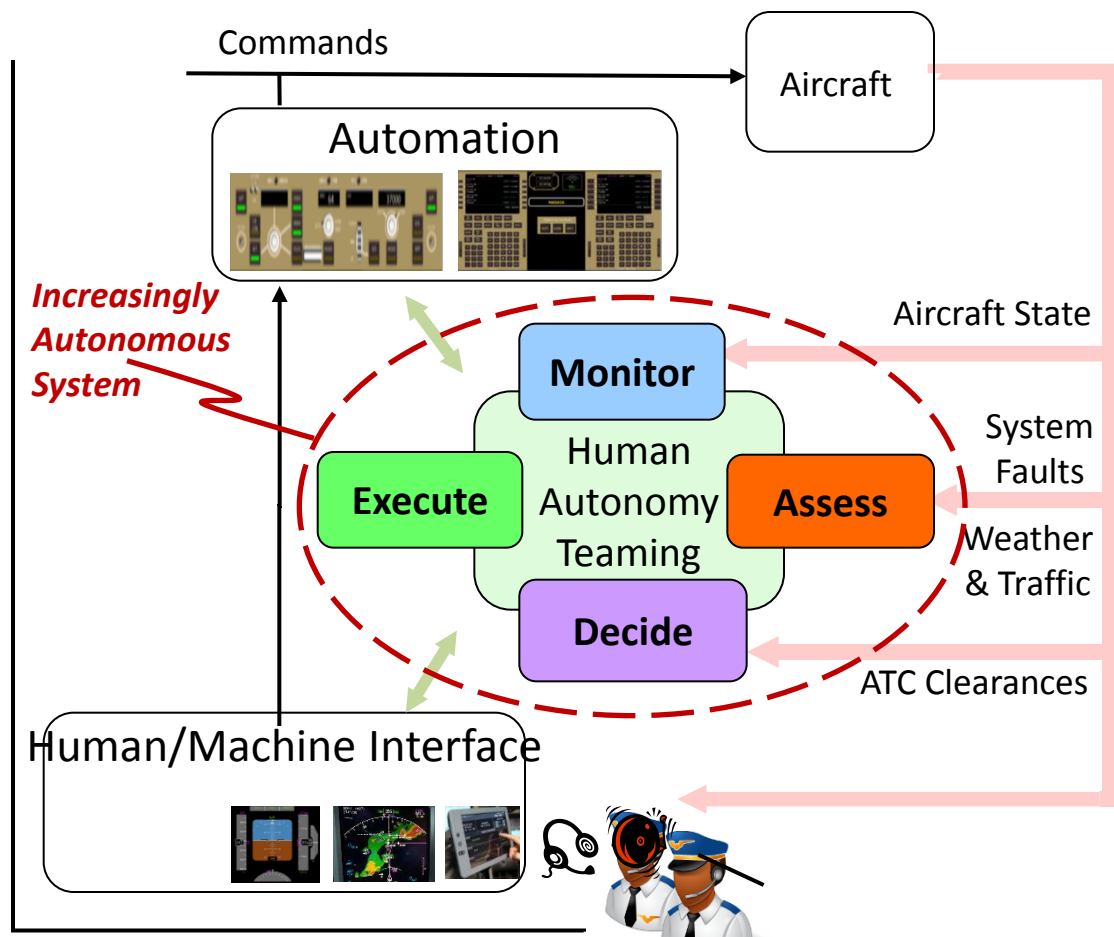 Commands
Aircraft
Automation
Increasingly
Autonomous
System
Aircraft State
Monitor
System
Faults
Human
Autonomy
Teaming
Execute
Assess
Weather
& Traffic
Decide
ATC Clearances
Human/Machine Interface